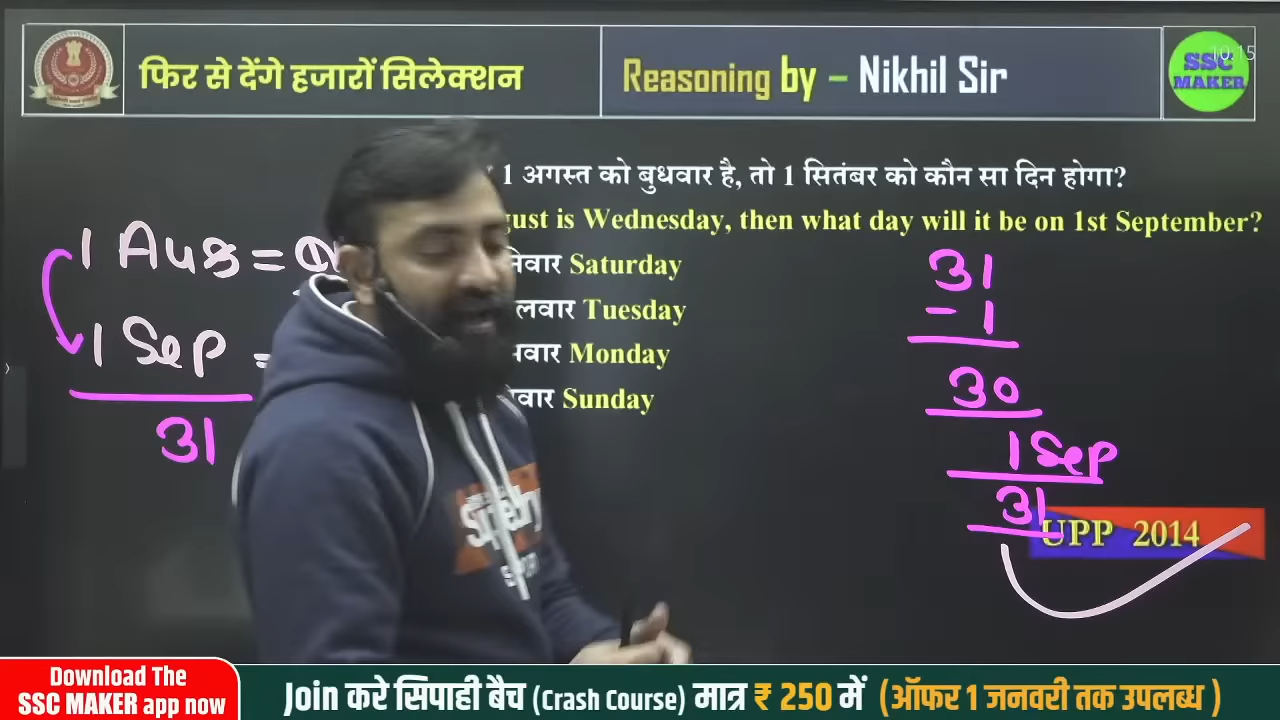 फिर से देंगे हजारों सिलेक्शन
Reasoning by – Nikhil Sir
SSC MAKER
10:15
1 अगस्त को बुधवार है, तो 1 सितंबर को कौन सा दिन होगा?
is Wednesday, then what day will it be on 1st September?
Saturday
Tuesday
Monday
Sunday
1 Aug =
1 Sep =
31
31
- 1
30
1 Sep
31
UPP 2014
Download The
SSC MAKER app now
Join करे सिपाही बैच (Crash Course) मात्र ₹ 250 में (ऑफर 1 जनवरी तक उपलब्ध )